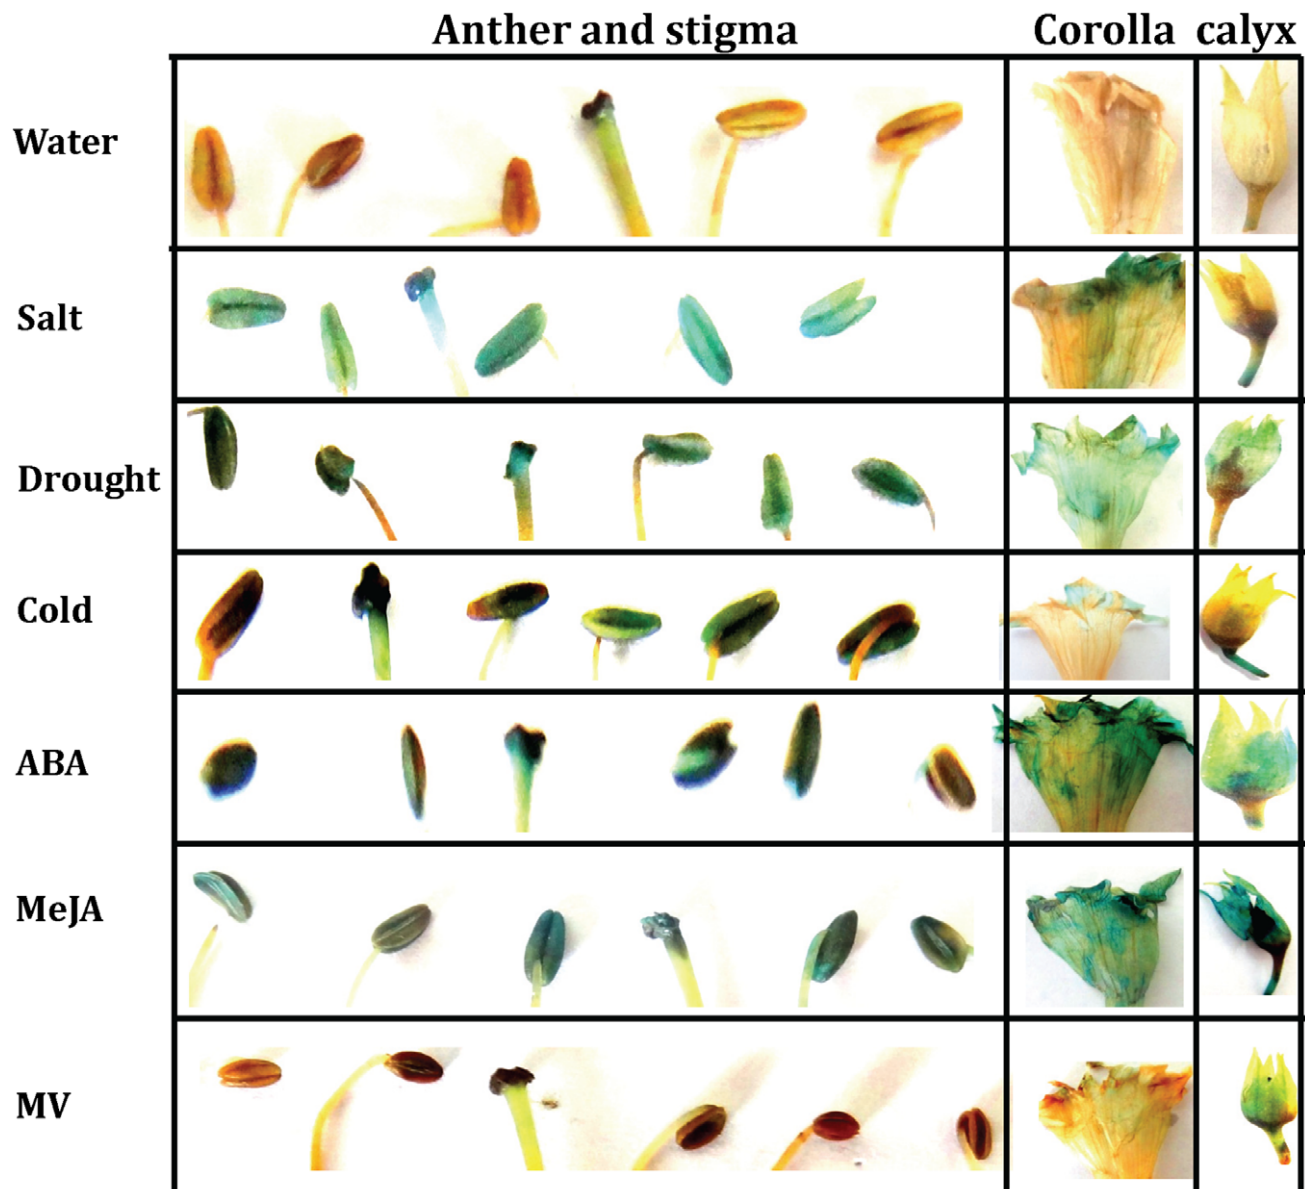 Anther and stigma Corolla calyx
Water
Salt
Drought
Cold
ABA
MeJA
MV